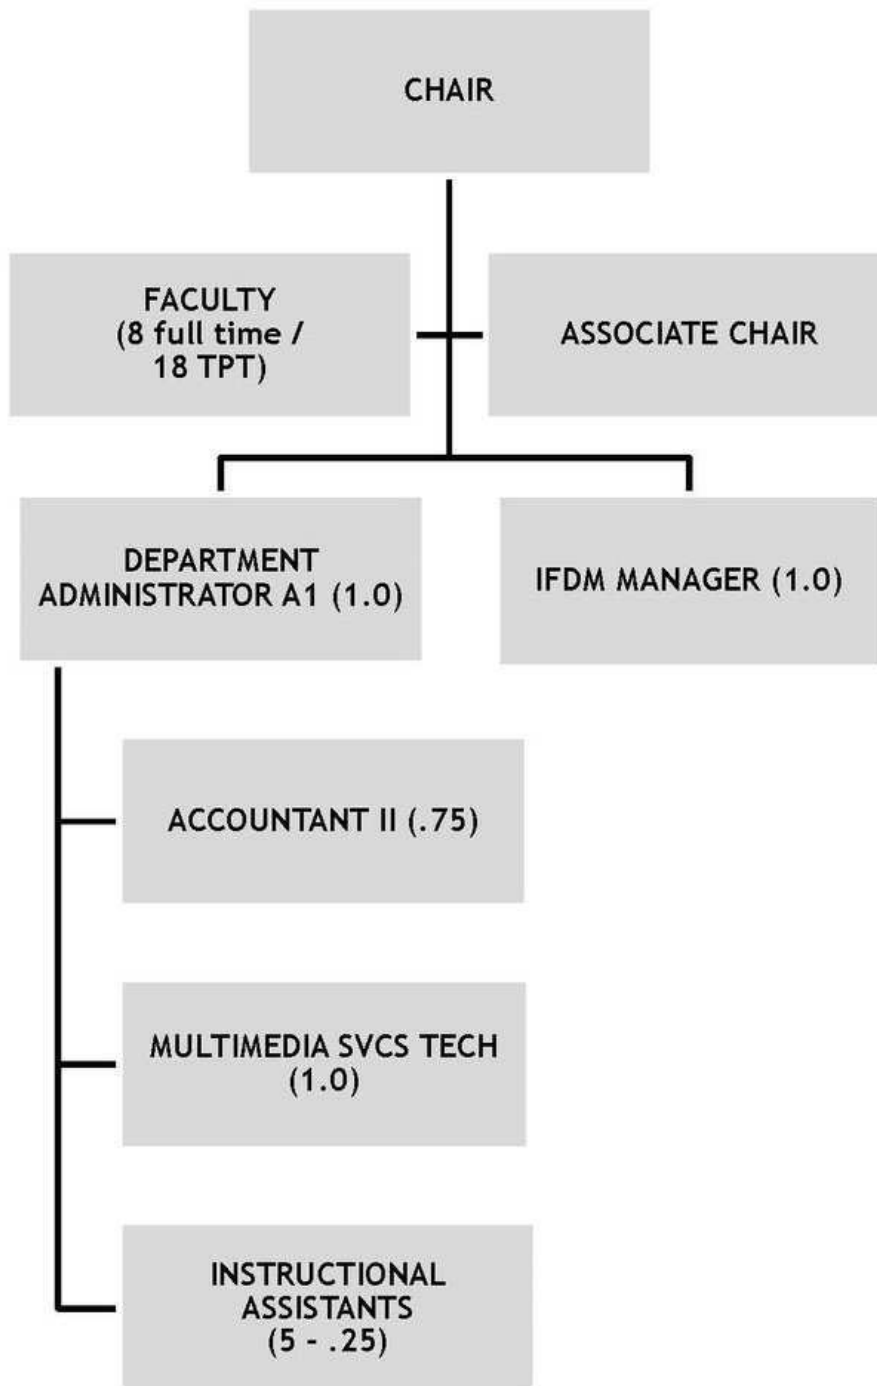 CHAIR
FACULTY
(8 full time /
18 TPT)
ASSOCIATE CHAIR
DEPARTMENT
ADMINISTRATOR A1 (1.0)
IFDM MANAGER (1.0)
ACCOUNTANT II (.75)
MULTIMEDIA SVCS TECH
(1.0)
INSTRUCTIONAL
ASSISTANTS
(5 - .25)